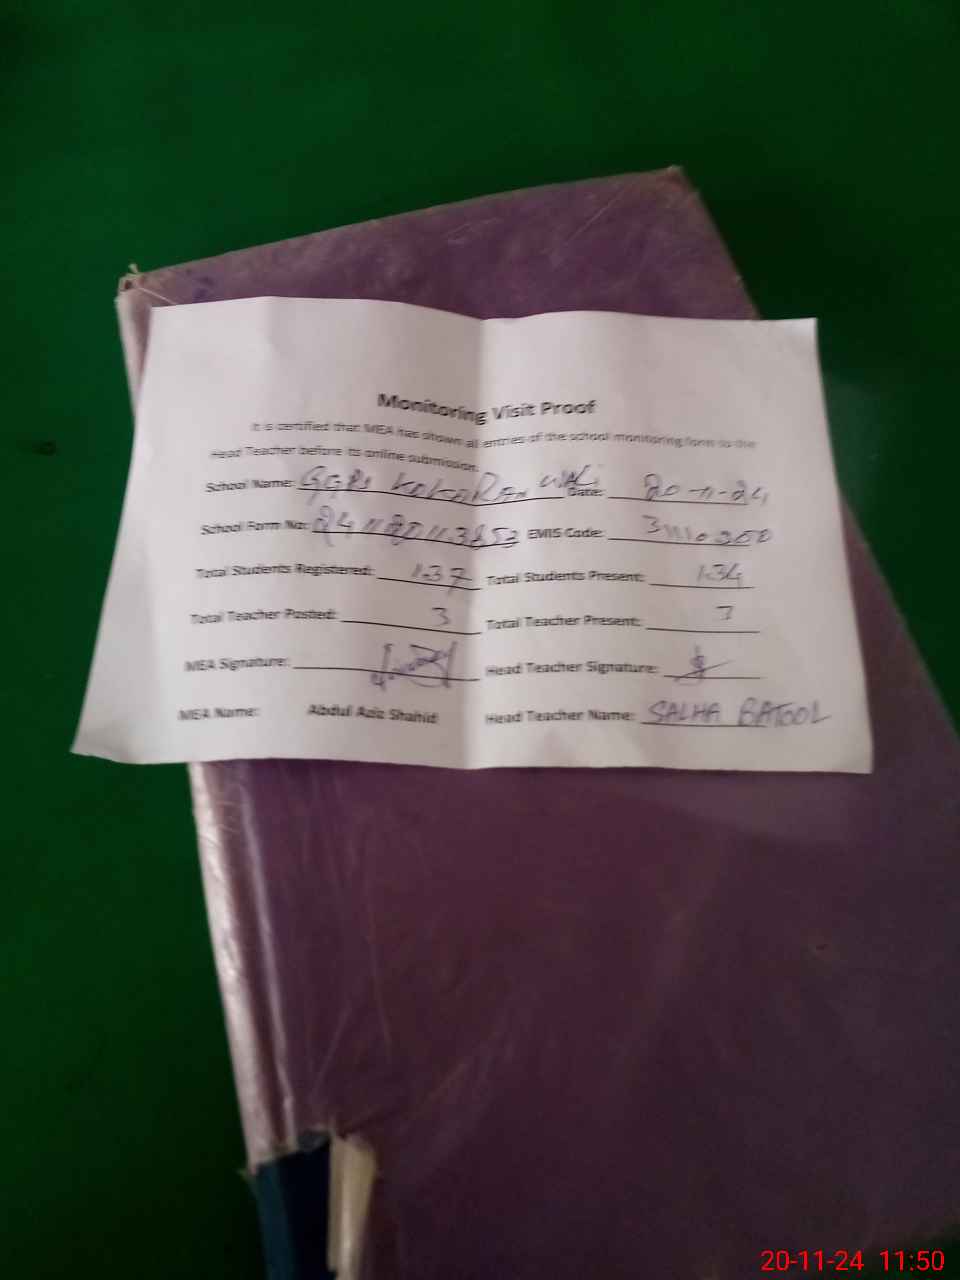 Monitoring Visit Proof
It is certified that MEA has shown all entries of the school monitoring form to the
Head Teacher before its online submission.
School Name: GGPS Wali Date: 20-11-24
School Form No: EMIS Code:
Total Students Registered: 137 Total Students Present: 134
Total Teacher Posted: 3 Total Teacher Present: 3
MEA Signature: Head Teacher Signature:
MEA Name: Abdul Aziz Shahid Head Teacher Name: SALHA BATOOL
20-11-24 11:50